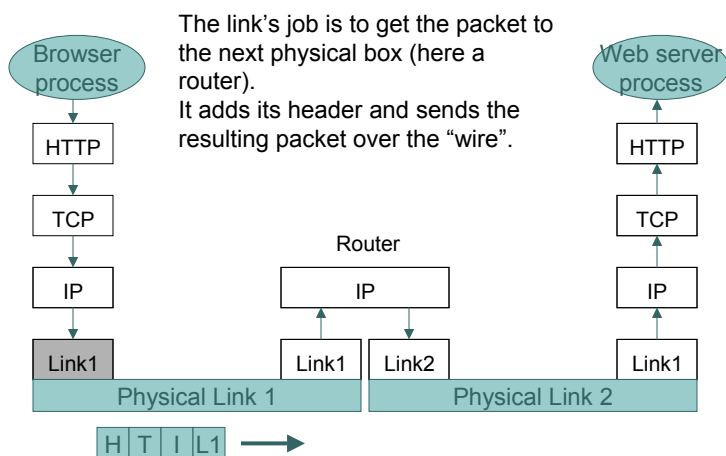 The link’s job is to get the packet to
the next physical box (here a
router).
It adds its header and sends the
resulting packet over the “wire”.
Browser
process
Web server
process
HTTP
HTTP
TCP
TCP
Router
IP
IP
IP
Link1
Link1
Link2
Link1
Physical Link 1
Physical Link 2
H T I L1